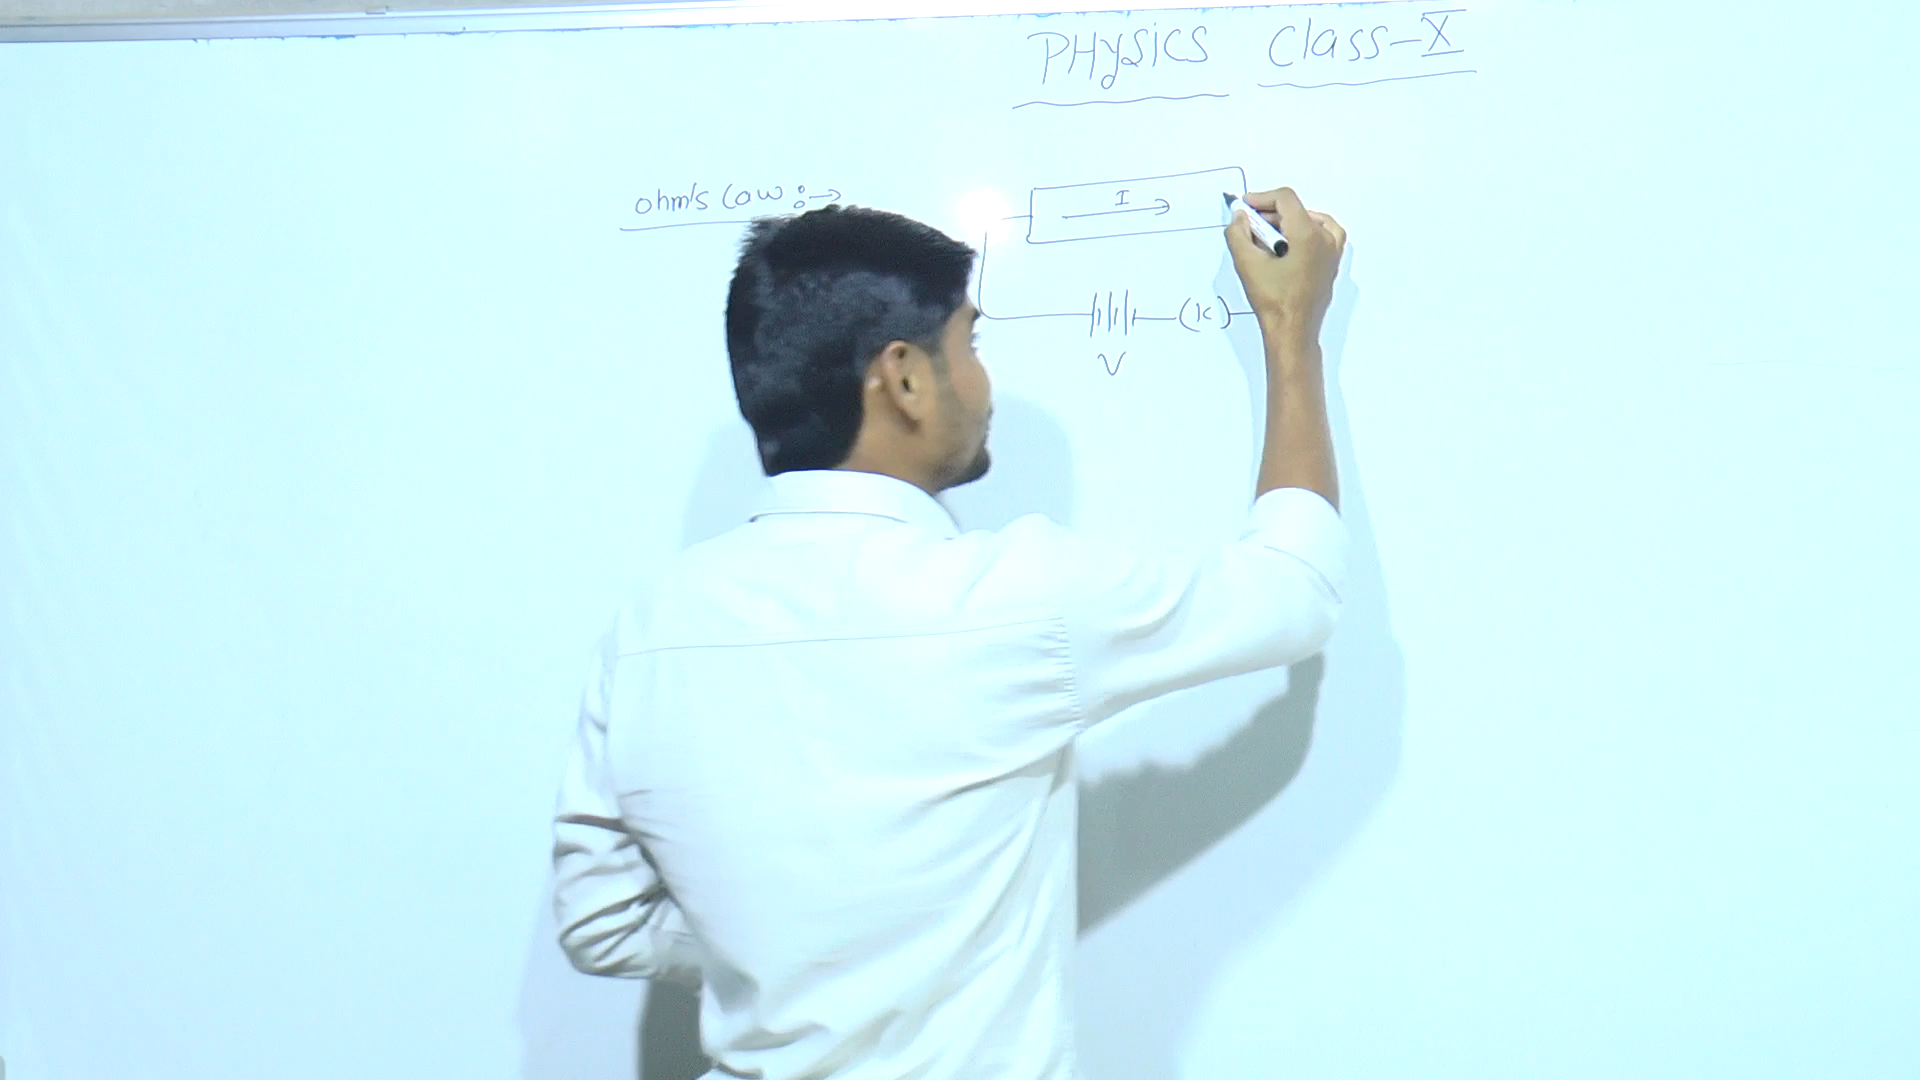 PHYSICS Class-X
ohm's Law :→
I
(K)
V